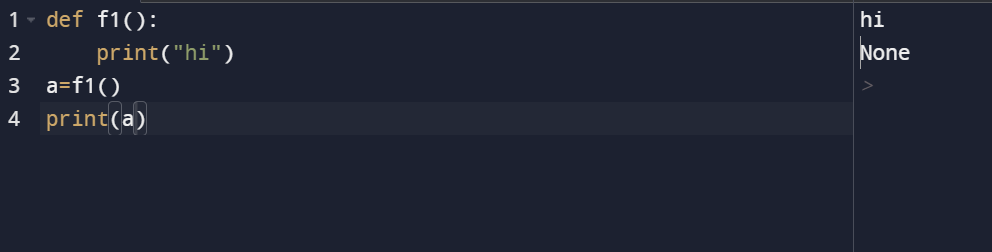 1 def f1():
2     print("hi")
3 a=f1()
4 print(a)
hi
None
>